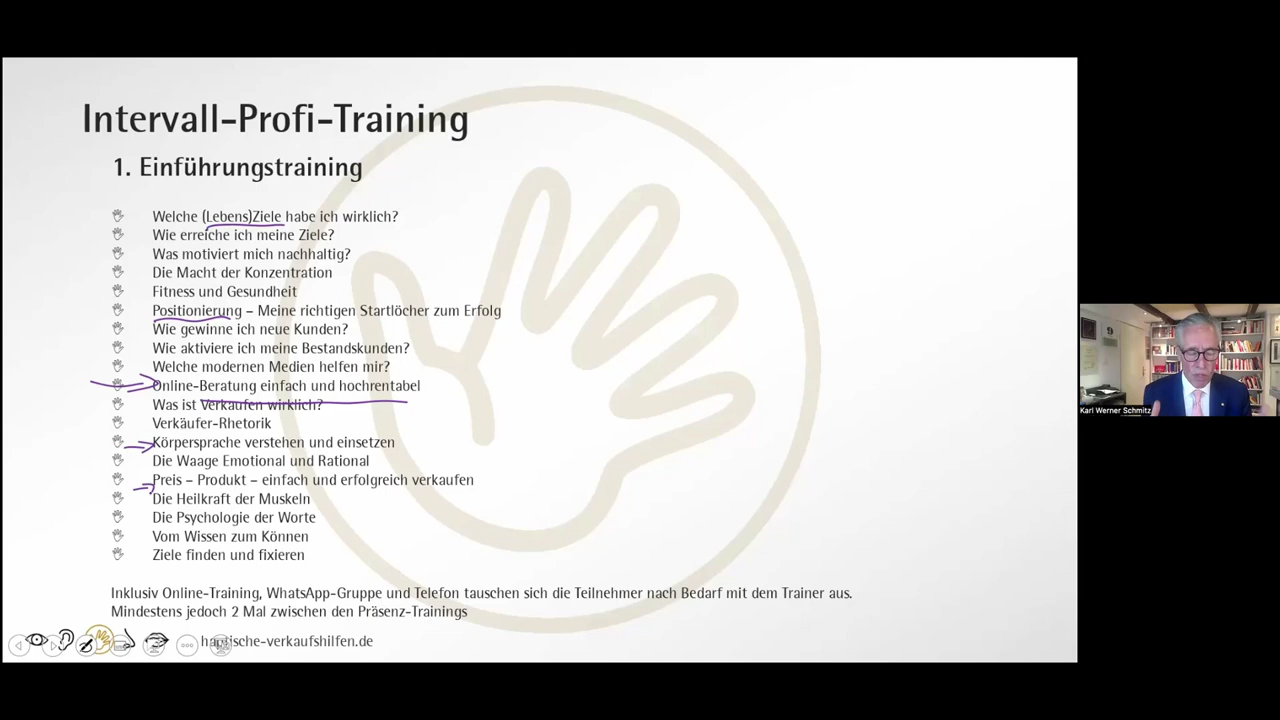 Intervall-Profi-Training
1. Einführungstraining
Welche (Lebens)Ziele habe ich wirklich?
Wie erreiche ich meine Ziele?
Was motiviert mich nachhaltig?
Die Macht der Konzentration
Fitness und Gesundheit
Positionierung – Meine richtigen Startlöcher zum Erfolg
Wie gewinne ich neue Kunden?
Wie aktiviere ich meine Bestandskunden?
Welche modernen Medien helfen mir?
Online-Beratung einfach und hochrentabel
Was ist Verkaufen wirklich?
Verkäufer-Rhetorik
Körpersprache verstehen und einsetzen
Die Waage Emotional und Rational
Preis – Produkt – einfach und erfolgreich verkaufen
Die Heilkraft der Muskeln
Die Psychologie der Worte
Vom Wissen zum Können
Ziele finden und fixieren
Inklusiv Online-Training, WhatsApp-Gruppe und Telefon tauschen sich die Teilnehmer nach Bedarf mit dem Trainer aus.
Mindestens jedoch 2 Mal zwischen den Präsenz-Trainings
haptische-verkaufshilfen.de
Karl Werner Schmitz